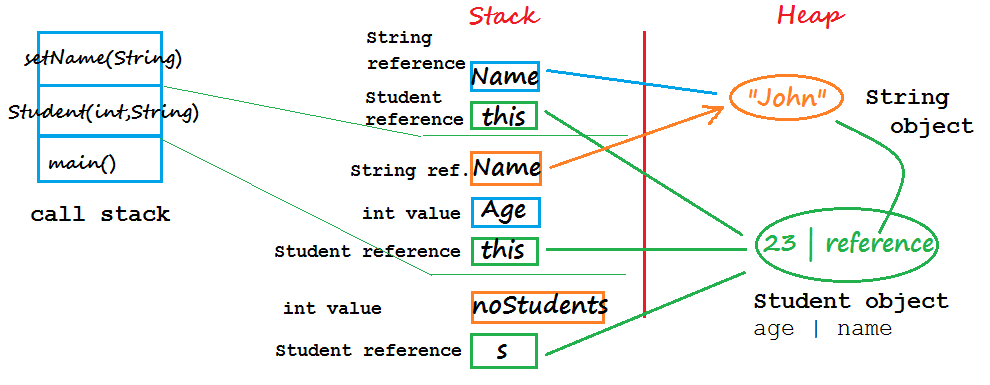 Stack
Heap
setName(String)
Student(int,String)
main()
call stack
String
reference
Name
Student
reference
this
String ref.
Name
int value
Age
Student reference
this
int value
noStudents
Student reference
s
"John"
String
object
23 | reference
Student object
age | name